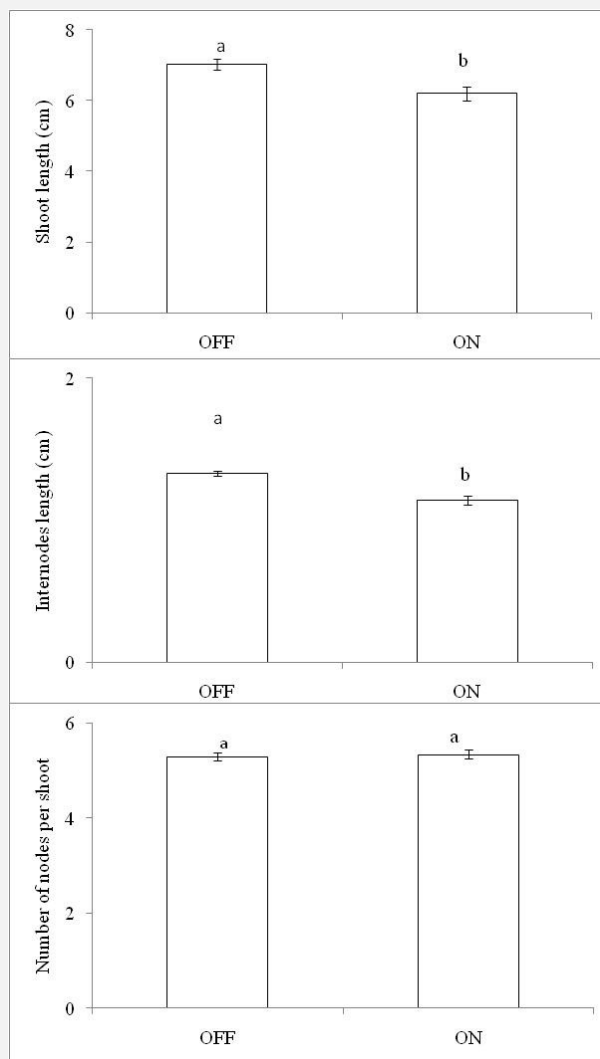 8
6
4
2
0
Shoot length (cm)
a
b
OFF ON
2
0
Internodes length (cm)
a
b
OFF ON
6
4
2
0
Number of nodes per shoot
a a
OFF ON